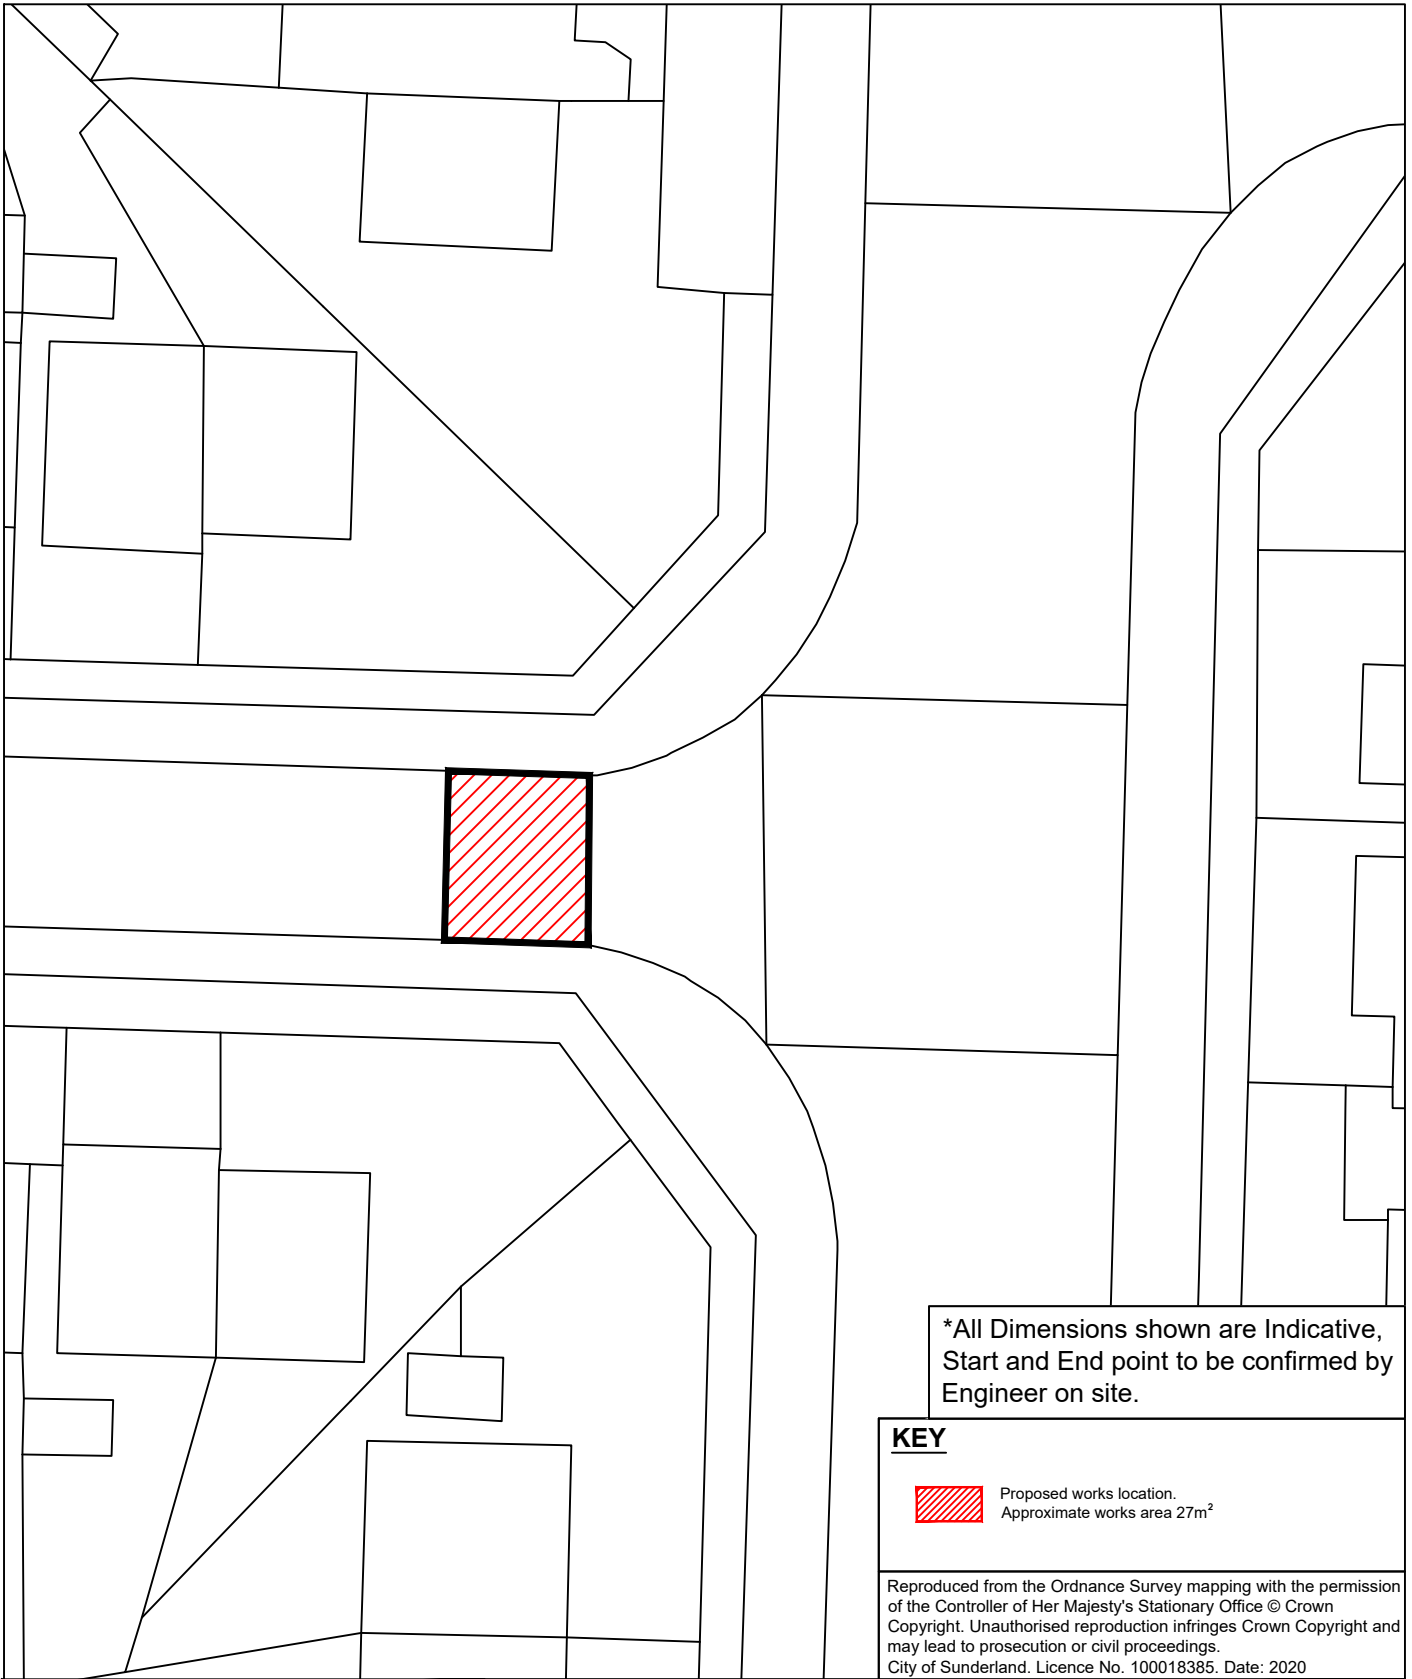 *All Dimensions shown are Indicative,
Start and End point to be confirmed by
Engineer on site.
KEY
Proposed works location.
Approximate works area 27m²
Reproduced from the Ordnance Survey mapping with the permission
of the Controller of Her Majesty's Stationary Office © Crown
Copyright. Unauthorised reproduction infringes Crown Copyright and
may lead to prosecution or civil proceedings.
City of Sunderland. Licence No. 100018385. Date: 2020